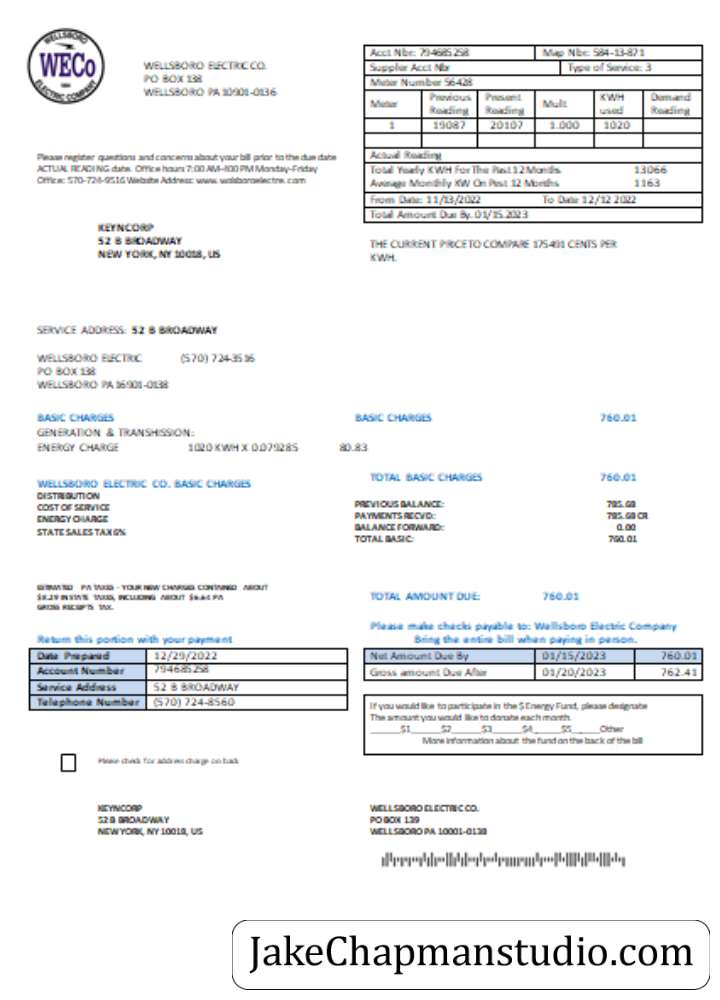 WELLSBORO
WECo
ELECTRIC COMPANY
WELLSBORO ELECTRIC CO.
PO BOX 138
WELLSBORO PA 10901-0136
Acct Nbr: 794685258 Map Nbr: 584-13-871
Supplier Acct Nbr Type of Service: 3
Meter Number 56428
Meter Previous Reading Present Reading Mult KWH used Demand Reading
1 19087 20107 1.000 1020
Actual Reading
Total Yearly KWH For The Past 12 Months 13066
Average Monthly KW On Pest 12 Months 1163
From Date: 11/13/2022 To Date 12/12 2022
Total Amount Due By. 01/15.2023
Please register questions and concerns about your bill prior to the due date
ACTUAL READING date. Office hours 7:00 AM-400 PM Monday-Friday
Office: 570-724-9516 Website Address: www.
KEYNCORP
52 B BROADWAY
NEW YORK, NY 10018, US
THE CURRENT PRICE TO COMPARE 175491 CENTS PER
KWH.
SERVICE ADDRESS: 52 B BROADWAY
WELLSBORO ELECTRIC (570) 724-3516
PO BOX 138
WELLSBORO PA 16901-0138
BASIC CHARGES
GENERATION & TRANSHISSION:
ENERGY CHARGE 1020 KWH X 0.079285 80.83
BASIC CHARGES 760.01
WELLSBORO ELECTRIC CO. BASIC CHARGES
DISTRIBUTION
COST OF SERVICE
ENERGY CHARGE
STATE SALES TAX 6%
TOTAL BASIC CHARGES 760.01
PREVIOUS BALANCE: 785.68
PAYMENTS RECVD: 785.68 CR
BALANCE FORWARD: 0.00
TOTAL BASIC: 760.01
ESTIMATED PA TAXES - YOUR NEW CHARGES CONTAINED ABOUT
$8.29 IN STATE TAXES, INCLUDING ABOUT $6.64 PA
GROSS RECEIPTS TAX.
TOTAL AMOUNT DUE: 760.01
Please make checks payable to: Wellsboro Electric Company
Bring the entire bill when paying in person.
Return this portion with your payment
Date Prepared 12/29/2022
Account Number 794685258
Service Address 52 B BROADWAY
Telephone Number (570) 724-8560
Net Amount Due By 01/15/2023 760.01
Gross amount Due After 01/20/2023 762.41
If you would like to participate in the $ Energy Fund, please designate
The amount you would like to donate each month.
______$1______$2______$3______$4______$5______Other
More information about the fund on the back of the bill
Please check for address charge on back
KEYNCORP
52 B BROADWAY
NEW YORK, NY 10018, US
WELLSBORO ELECTRIC CO.
PO BOX 139
WELLSBORO PA 10001-0138
JakeChapmanstudio.com